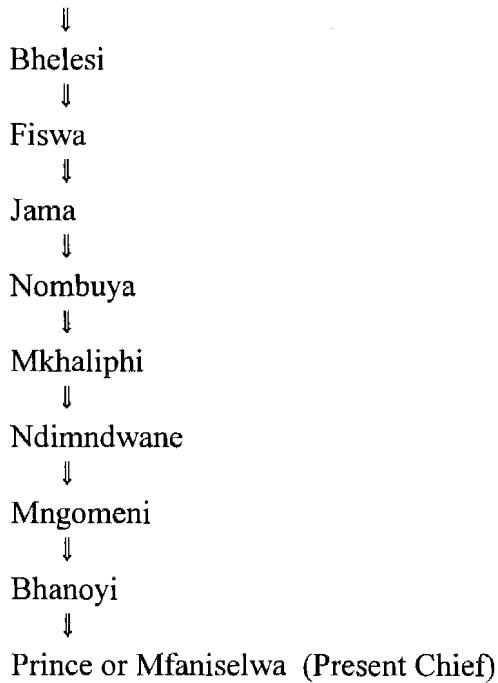 ⇓
Bhelesi
⇓
Fiswa
⇓
Jama
⇓
Nombuya
⇓
Mkhaliphi
⇓
Ndimndwane
⇓
Mngomeni
⇓
Bhanoyi
⇓
Prince or Mfaniselwa (Present Chief)